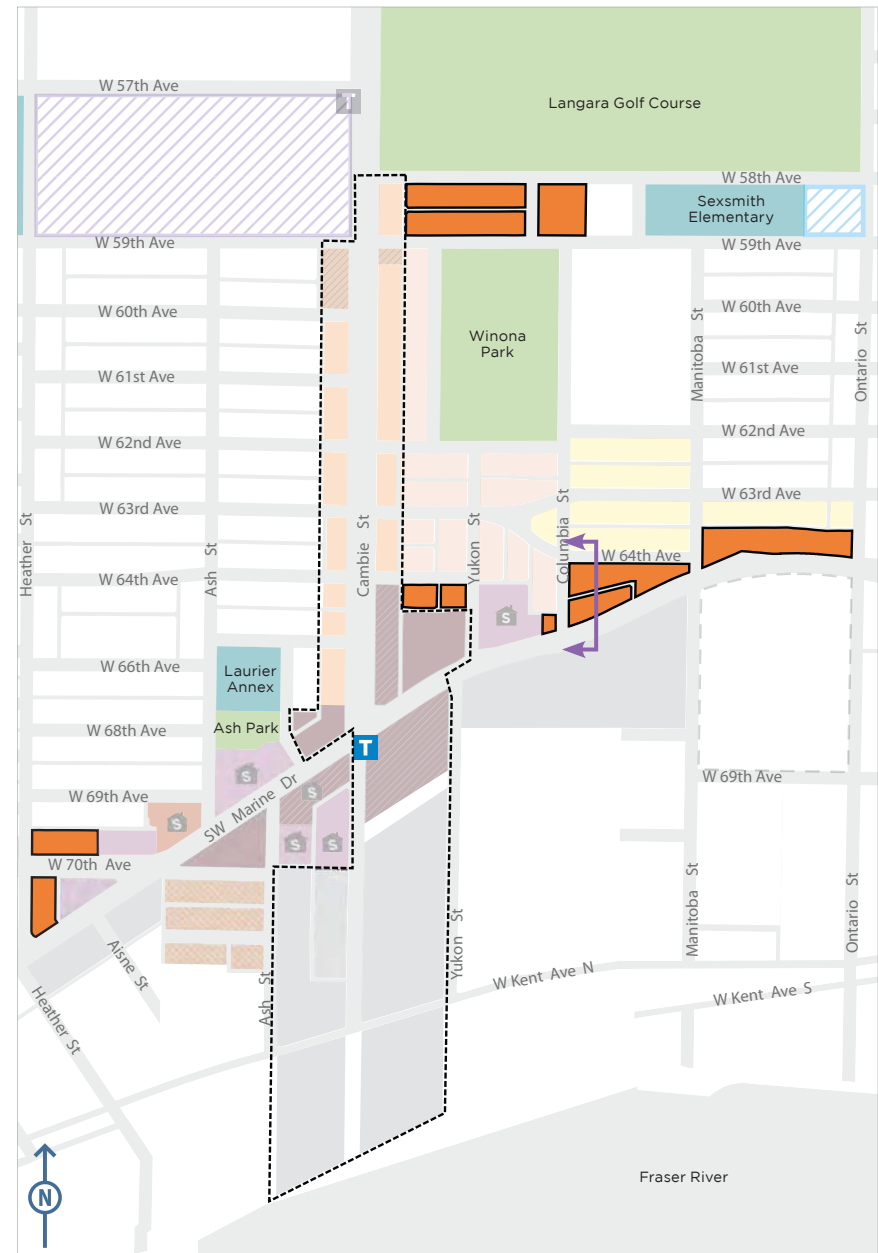 W 57th Ave
T
Langara Golf Course
W 58th Ave
Sexsmith
Elementary
W 59th Ave
W 59th Ave
W 60th Ave
W 60th Ave
Manitoba St
Ontario St
Winona
Park
W 61st Ave
W 61st Ave
W 62nd Ave
W 62nd Ave
W 63rd Ave
W 63rd Ave
Heather St
Ash St
Cambie St
Yukon St
Columbia St
W 64th Ave
W 64th Ave
S
W 66th Ave
Laurier
Annex
Ash Park
W 68th Ave
T
S
W 69th Ave
W 69th Ave
SW Marine Dr
S
S
S
S
W 70th Ave
Manitoba St
Ontario St
Yukon St
Aisne St
Ash St
W Kent Ave N
W Kent Ave S
Heather St
Fraser River
N